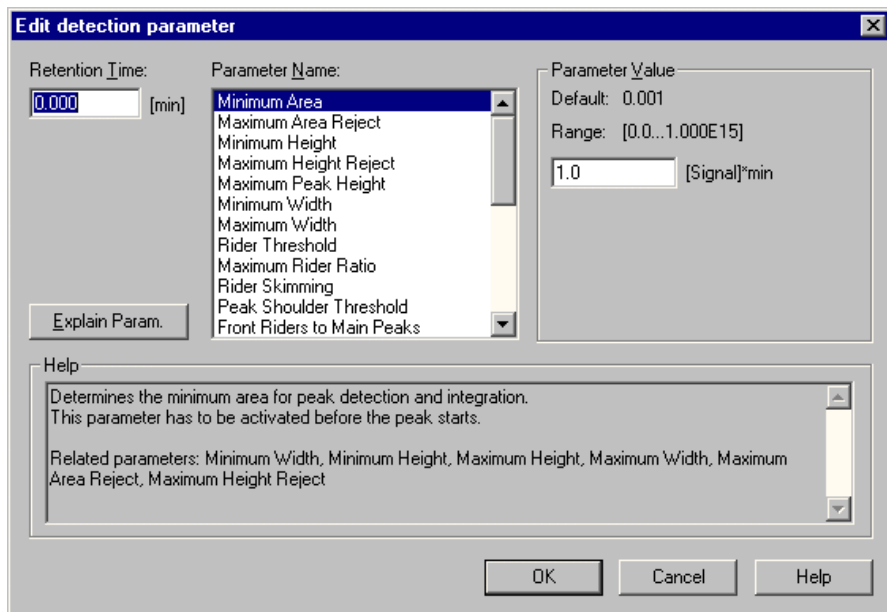 Edit detection parameter
Retention Time:
0.000 [min]
Explain Param.
Parameter Name:
Minimum Area
Maximum Area Reject
Minimum Height
Maximum Height Reject
Maximum Peak Height
Minimum Width
Maximum Width
Rider Threshold
Maximum Rider Ratio
Rider Skimming
Peak Shoulder Threshold
Front Riders to Main Peaks
Parameter Value
Default: 0.001
Range: [0.0...1.000E15]
1.0 [Signal]*min
Help
Determines the minimum area for peak detection and integration.
This parameter has to be activated before the peak starts.
Related parameters: Minimum Width, Minimum Height, Maximum Height, Maximum Width, Maximum
Area Reject, Maximum Height Reject
OK Cancel Help